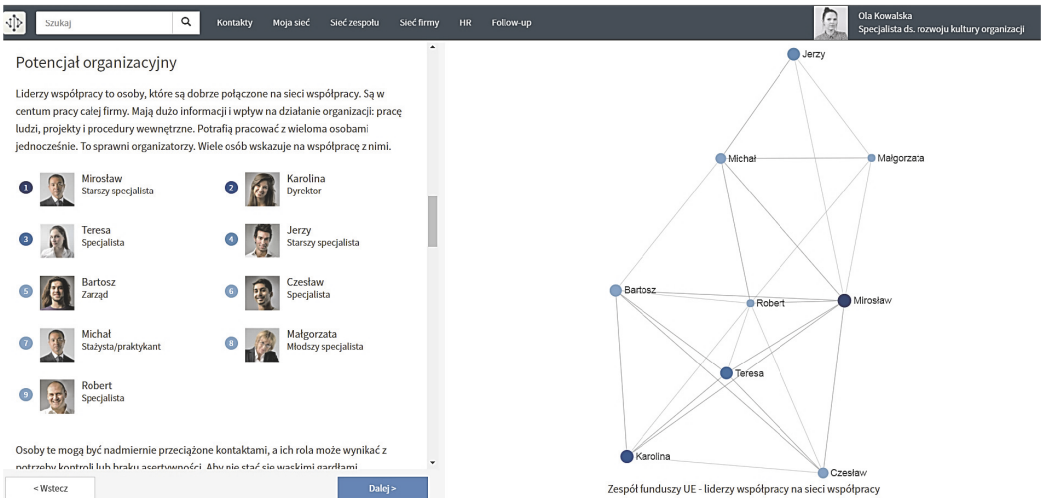 Szukaj
Kontakty
Moja sieć
Sieć zespołu
Sieć firmy
HR
Follow-up
Ola Kowalska
Specjalista ds. rozwoju kultury organizacji
Potencjał organizacyjny
Liderzy współpracy to osoby, które są dobrze połączone na sieci współpracy. Są w
centum pracy całej firmy. Mają dużo informacji i wpływ na działanie organizacji: pracę
ludzi, projekty i procedury wewnętrzne. Potrafią pracować z wieloma osobami
jednocześnie. To sprawni organizatorzy. Wiele osób wskazuje na współpracę z nimi.
1
Mirosław
Starszy specjalista
2
Karolina
Dyrektor
3
Teresa
Specjalista
4
Jerzy
Starszy specjalista
5
Bartosz
Zarząd
6
Czesław
Specjalista
7
Michał
Stażysta/praktykant
8
Małgorzata
Młodszy specjalista
9
Robert
Specjalista
Osoby te mogą być nadmiernie przeciążone kontaktami, a ich rola może wynikać z
potrzeby kontroli lub braku asertywności. Aby nie stać się wąskimi gardłami
< Wstecz
Dalej >
Jerzy
Michał
Małgorzata
Bartosz
Robert
Mirosław
Teresa
Karolina
Czesław
Zespół funduszy UE - liderzy współpracy na sieci współpracy